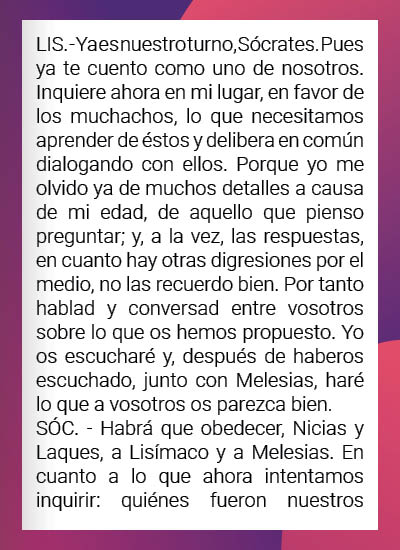 LIS.-Ya es nuestro turno, Sócrates. Pues
ya te cuento como uno de nosotros.
Inquiere ahora en mi lugar, en favor de
los muchachos, lo que necesitamos
aprender de éstos y delibera en común
dialogando con ellos. Porque yo me
olvido ya de muchos detalles a causa
de mi edad, de aquello que pienso
preguntar; y, a la vez, las respuestas,
en cuanto hay otras digresiones por el
medio, no las recuerdo bien. Por tanto
hablad y conversad entre vosotros
sobre lo que os hemos propuesto. Yo
os escucharé y, después de haberos
escuchado, junto con Melesias, haré
lo que a vosotros os parezca bien.
SÓC. - Habrá que obedecer, Nicias y
Laques, a Lisímaco y a Melesias. En
cuanto a lo que ahora intentamos
inquirir: quiénes fueron nuestros